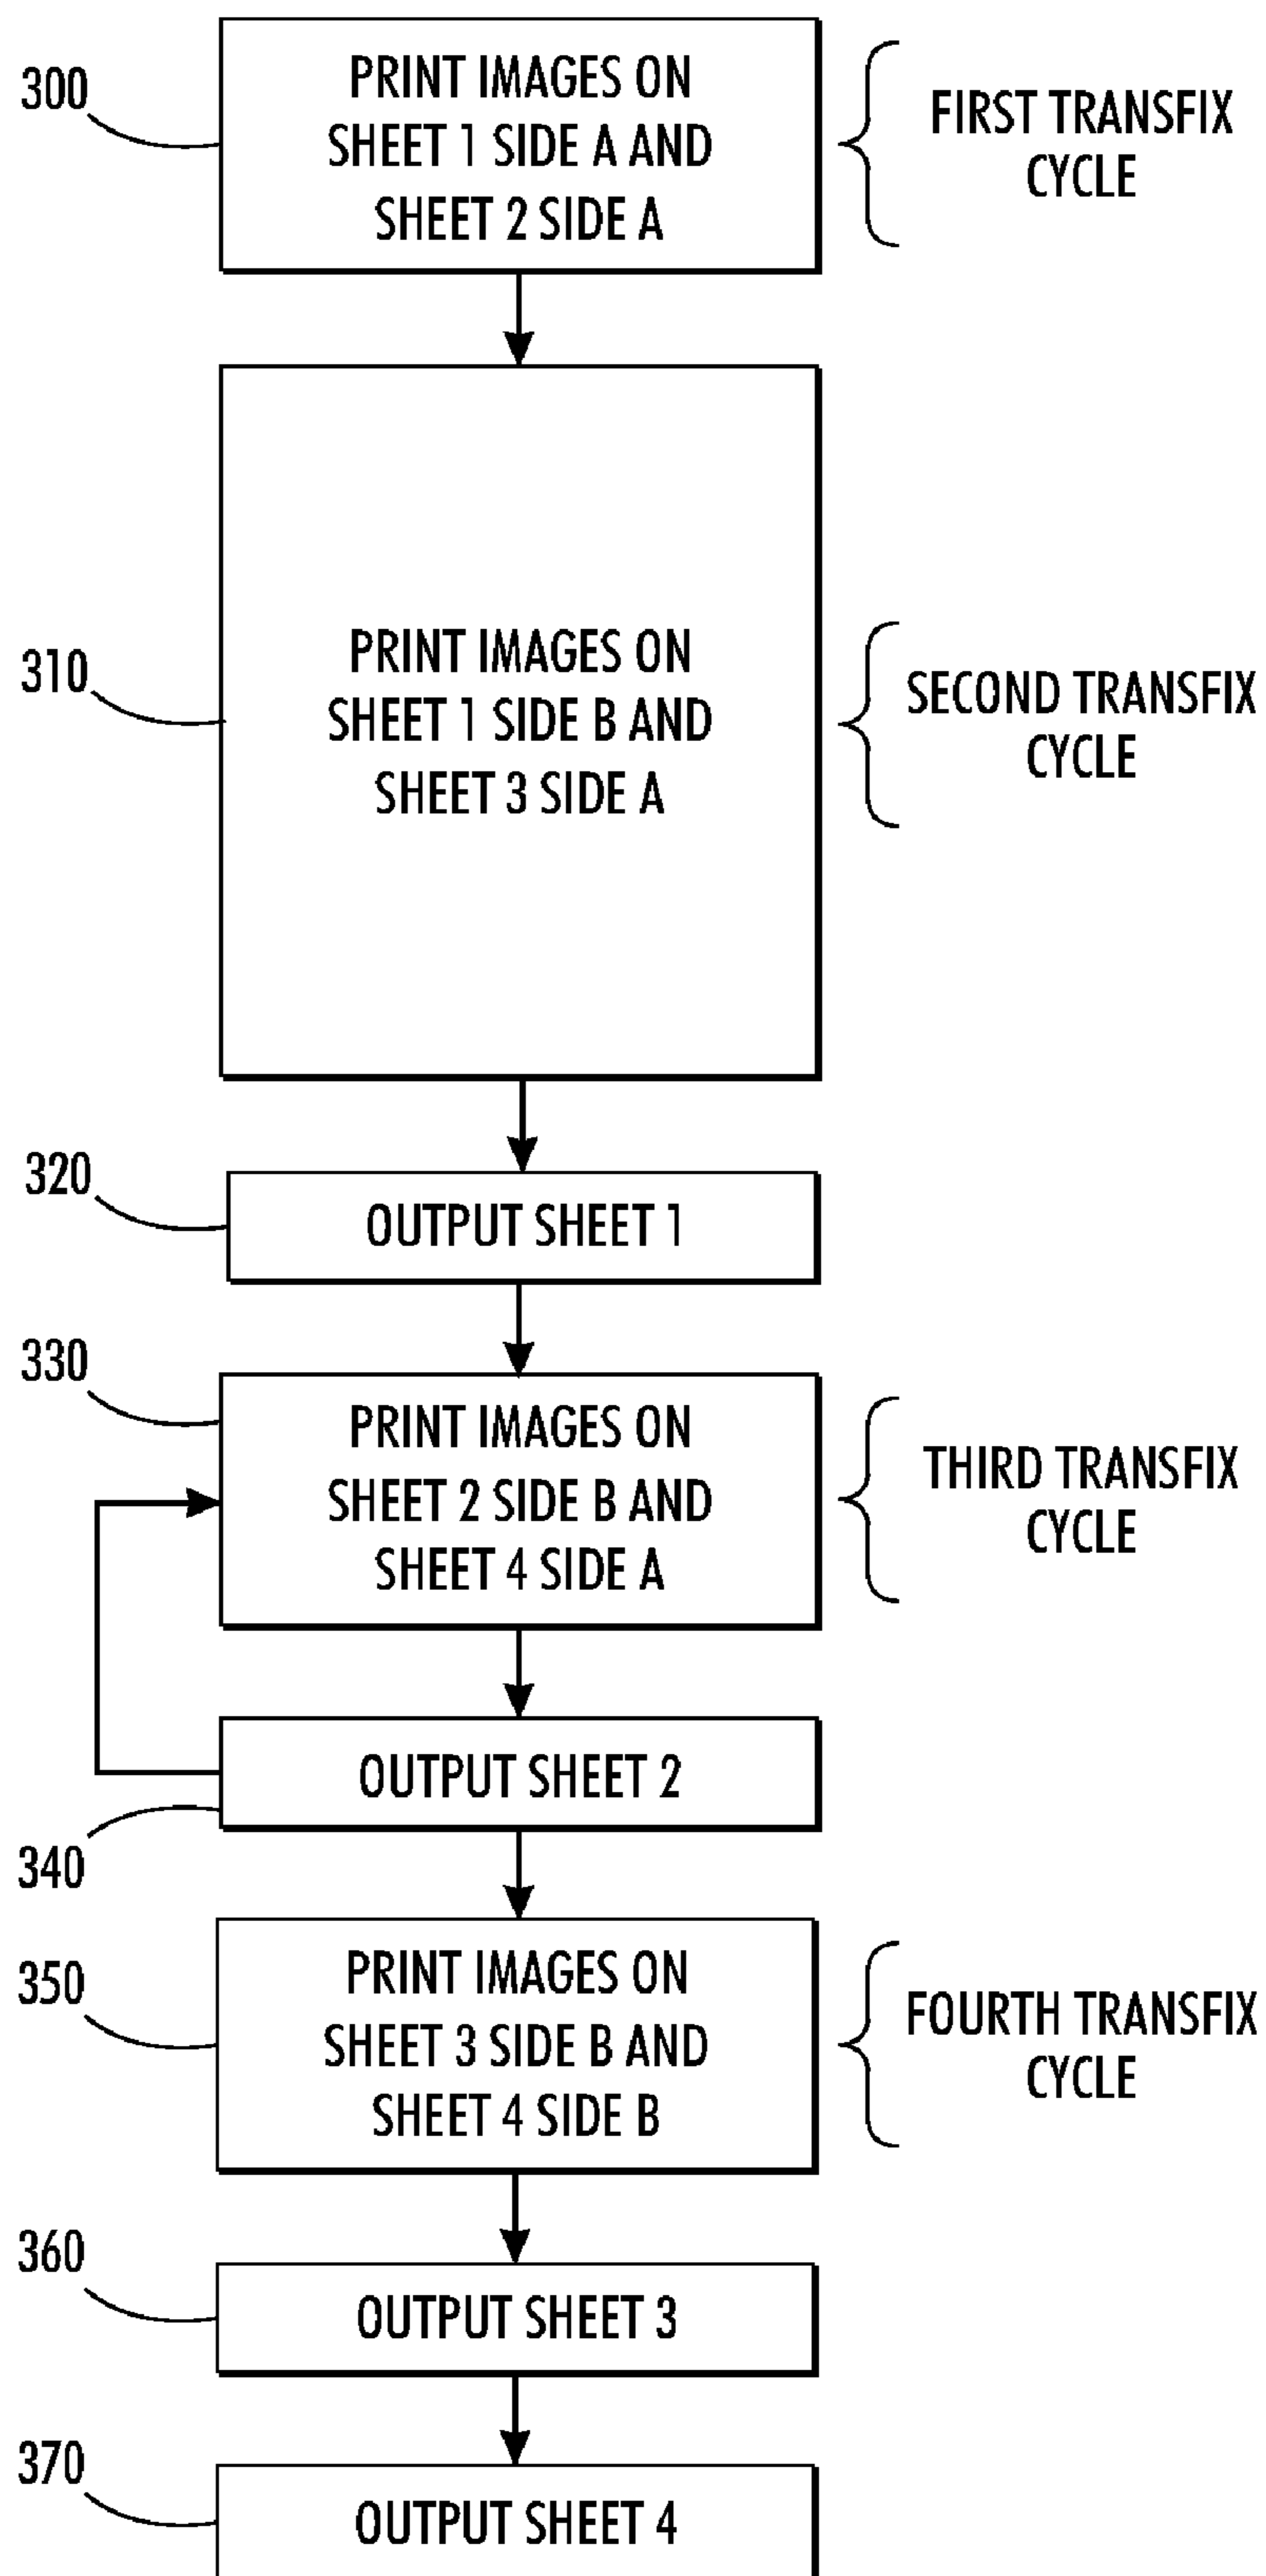 300
PRINT IMAGES ON
SHEET 1 SIDE A AND
SHEET 2 SIDE A
FIRST TRANSFIX
CYCLE
310
PRINT IMAGES ON
SHEET 1 SIDE B AND
SHEET 3 SIDE A
SECOND TRANSFIX
CYCLE
320
OUTPUT SHEET 1
330
PRINT IMAGES ON
SHEET 2 SIDE B AND
SHEET 4 SIDE A
THIRD TRANSFIX
CYCLE
OUTPUT SHEET 2
340
350
PRINT IMAGES ON
SHEET 3 SIDE B AND
SHEET 4 SIDE B
FOURTH TRANSFIX
CYCLE
360
OUTPUT SHEET 3
370
OUTPUT SHEET 4